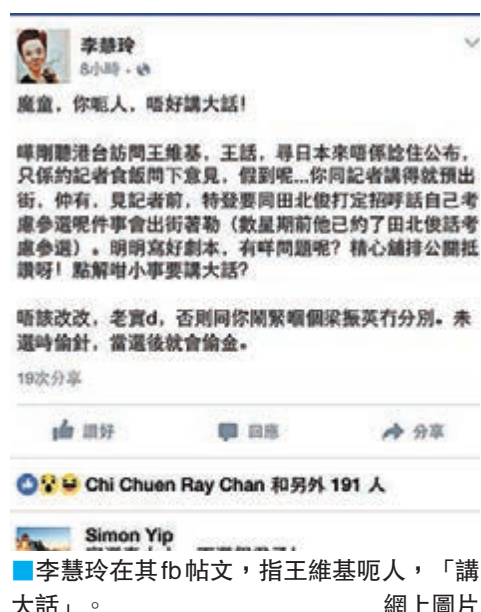 李慧玲
8小時
魔童，你呃人，唔好講大話！
嘩剛聽港台訪問王維基，王話，尋日本來唔係諗住公布，
只係約記者食飯問下意見，假到呢...你同記者講得就預出
街，仲有，見記者前，特登要同田北俊打定招呼話自己考
慮參選呢件事會出街著勒（數星期前他已約了田北俊話考
慮參選）。明明寫好劇本，有咩問題呢？精心鋪排公關抵
讚呀！點解咁小事要講大話？
唔該改改，老實d，否則同你鬧緊嗰個梁振英冇分別。未
選時偷針，當選後就會偷金。
19次分享
讚好 回應 分享
Chi Chuen Ray Chan 和另外 191 人
Simon Yip
■李慧玲在其fb帖文，指王維基呃人，「講
大話」。 網上圖片